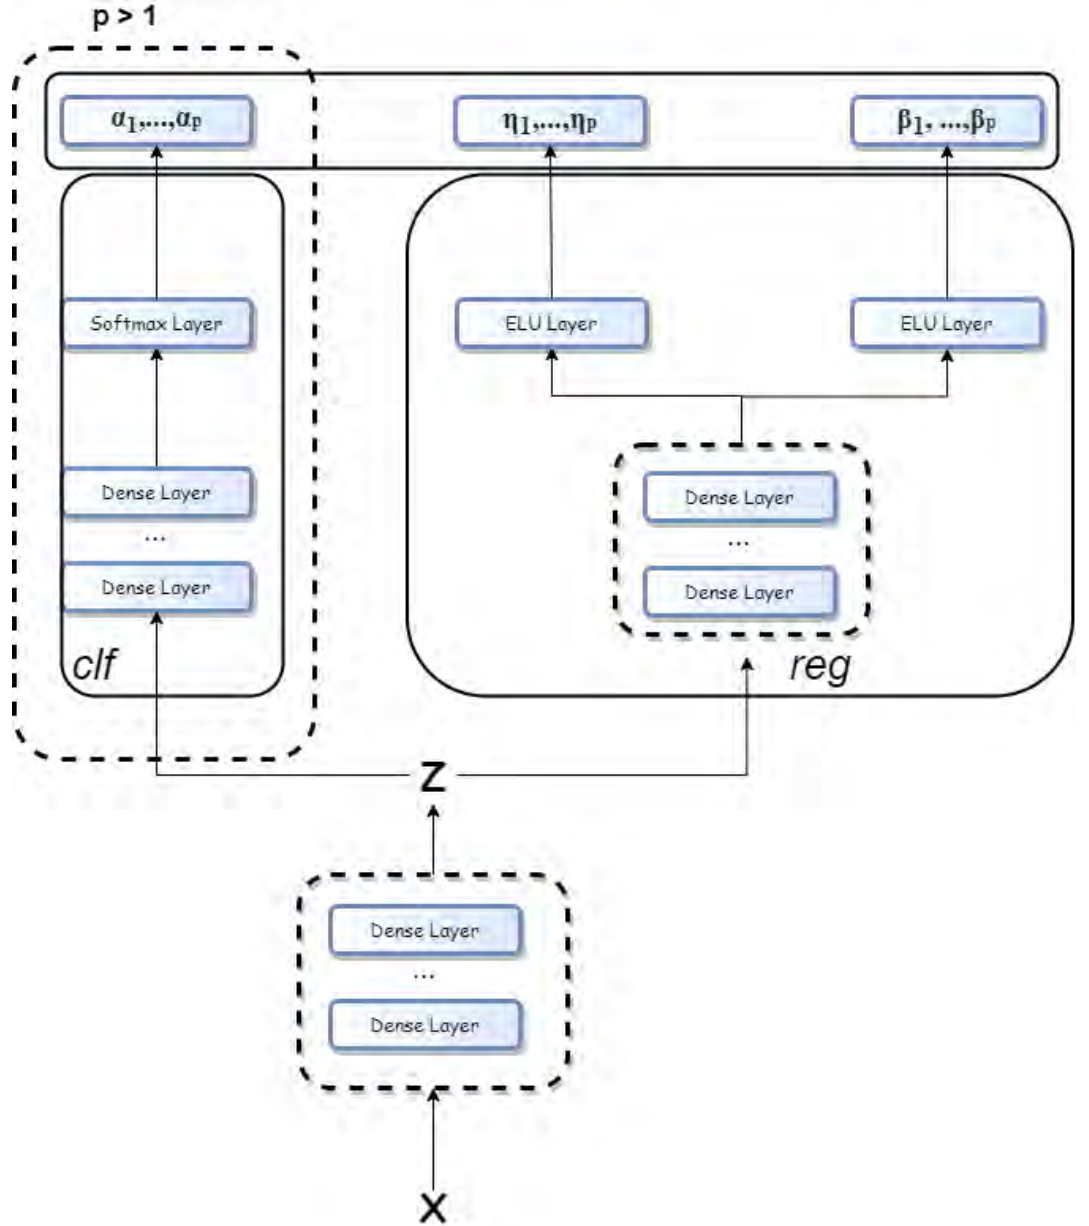 p > 1
α1,...,αp
η1,...,ηp
β1, ...,βp
Softmax Layer
ELU Layer
ELU Layer
Dense Layer
...
Dense Layer
clf
Dense Layer
...
Dense Layer
reg
z
Dense Layer
...
Dense Layer
x